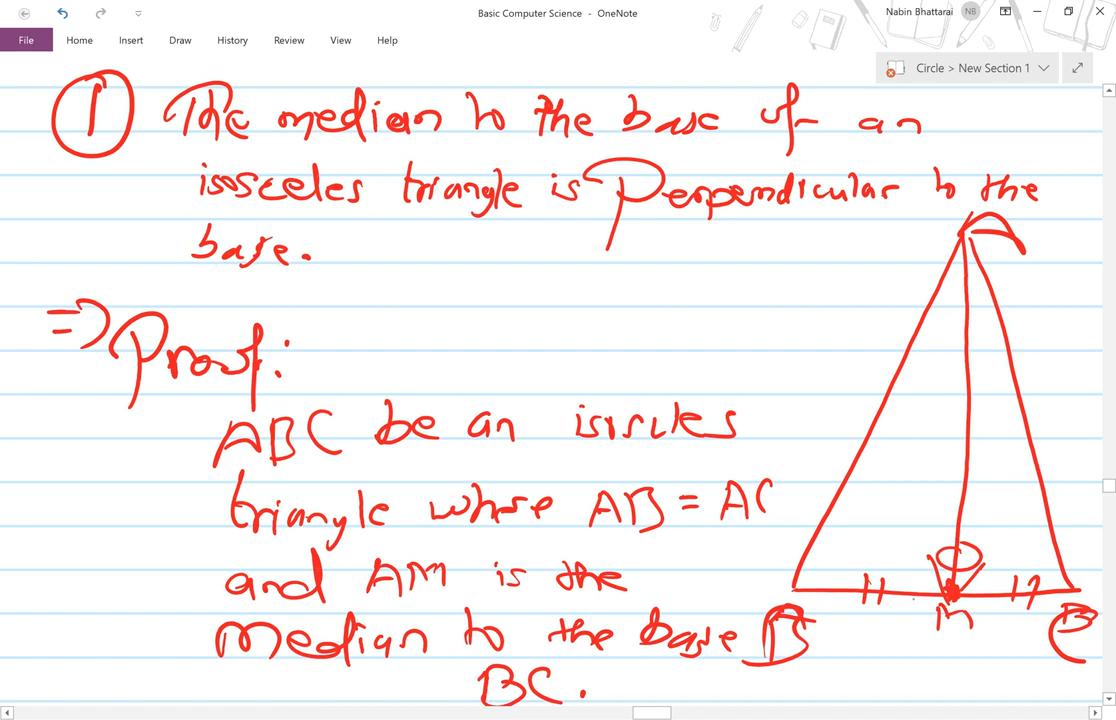 Basic Computer Science - OneNote
Nabin Bhattarai NB
File Home Insert Draw History Review View Help
Circle > New Section 1
① The median to the base of an
isosceles triangle is Perpendicular to the
base.
=> Proof:
ABC be an isiscles
triangle where AB = AC
and AM is the
median to the base
BC.
A
B M C